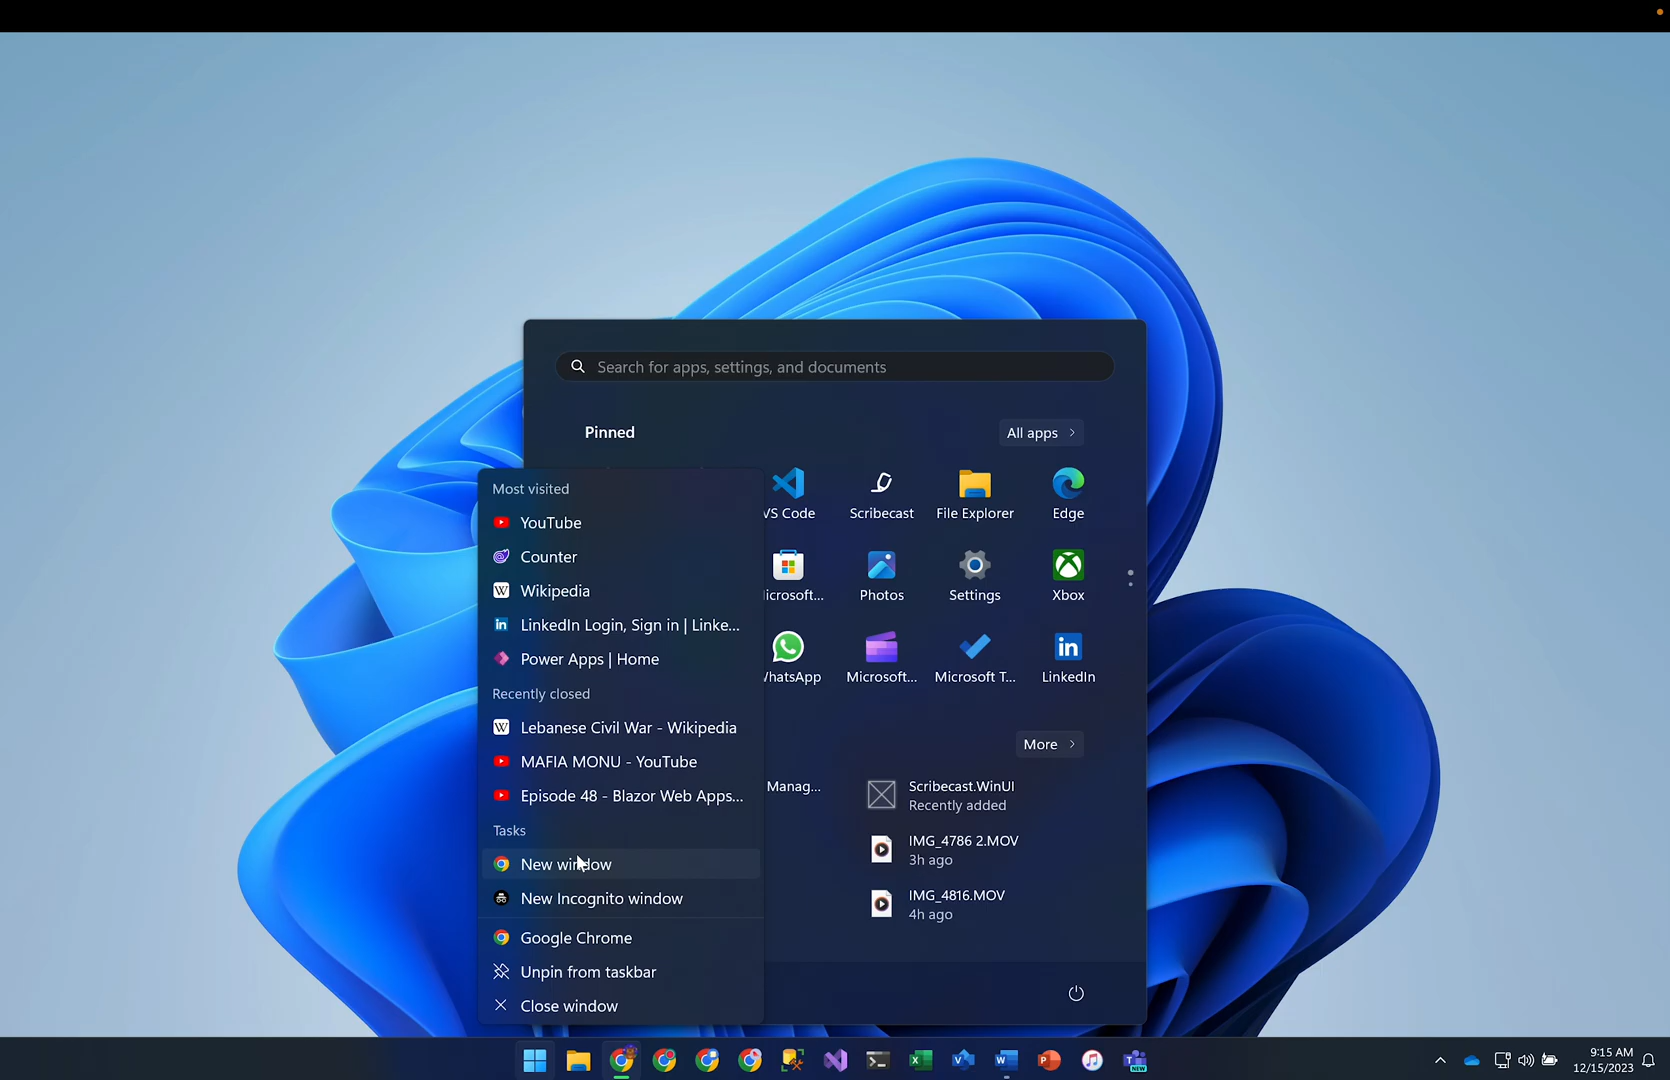 Search for apps, settings, and documents
Pinned
All apps
Most visited
YouTube
Counter
Wikipedia
LinkedIn Login, Sign in | Linke...
Power Apps | Home
Recently closed
Lebanese Civil War - Wikipedia
MAFIA MONU - YouTube
Episode 48 - Blazor Web Apps...
Tasks
New window
New Incognito window
Google Chrome
Unpin from taskbar
Close window
VS Code
Scribecast
File Explorer
Edge
icrosoft...
Photos
Settings
Xbox
WhatsApp
Microsoft...
Microsoft T...
LinkedIn
More
Manag...
Scribecast.WinUI
Recently added
IMG_4786 2.MOV
3h ago
IMG_4816.MOV
4h ago
NEW
9:15 AM
12/15/2023